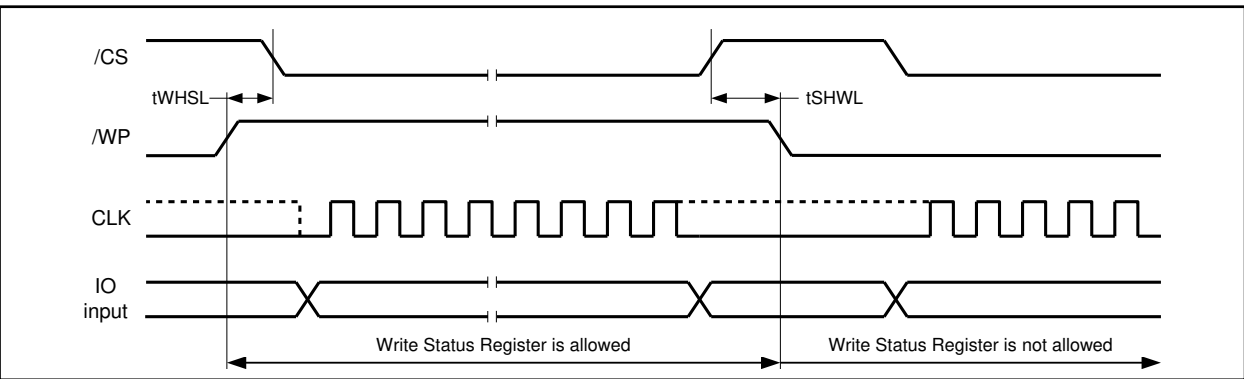 /CS
tWHSL
tSHWL
/WP
CLK
IO
input
Write Status Register is allowed
Write Status Register is not allowed